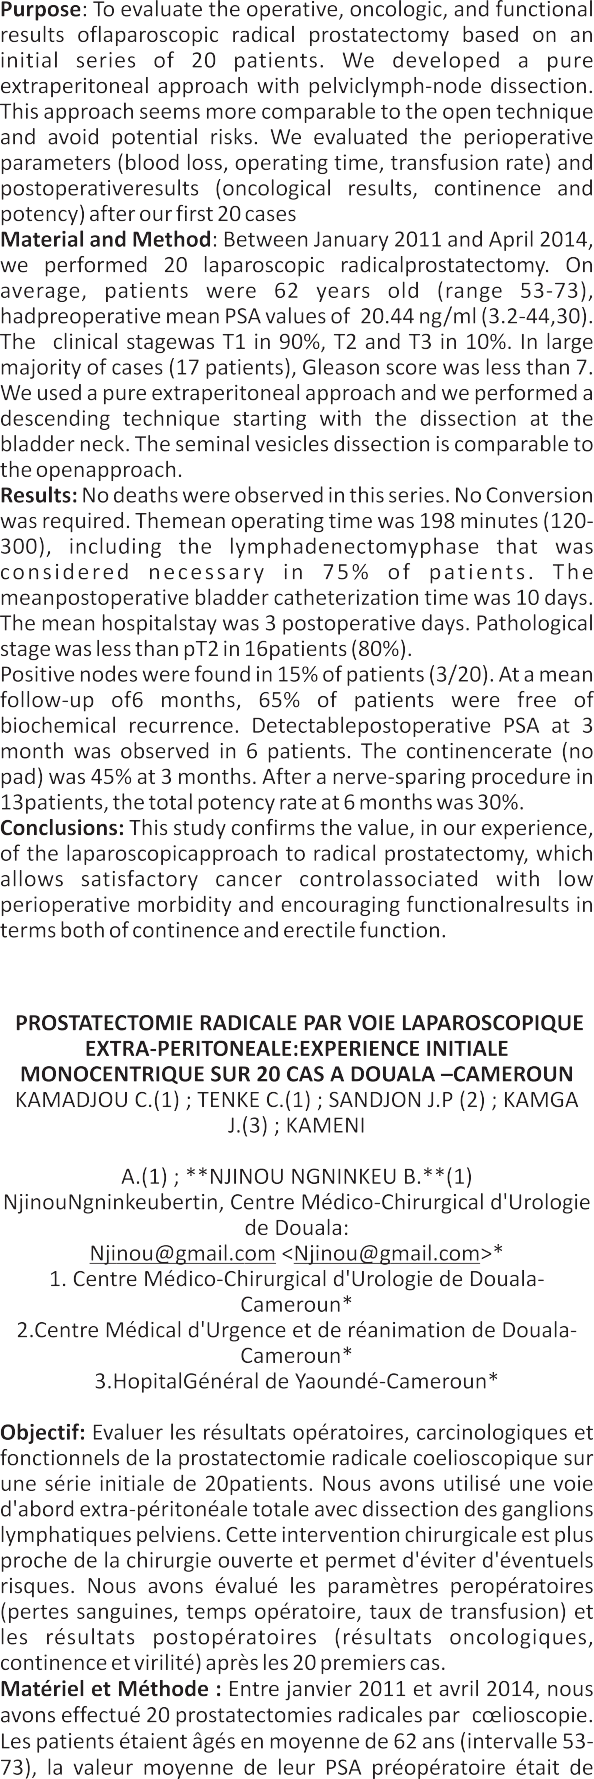 Purpose: To evaluate the operative, oncologic, and functional
results oflaparoscopic radical prostatectomy based on an
initial series of 20 patients. We developed a pure
extraperitoneal approach with pelviclymph-node dissection.
This approach seems more comparable to the open technique
and avoid potential risks. We evaluated the perioperative
parameters (blood loss, operating time, transfusion rate) and
postoperativeresults (oncological results, continence and
potency) after our first 20 cases
Material and Method: Between January 2011 and April 2014,
we performed 20 laparoscopic radicalprostatectomy. On
average, patients were 62 years old (range 53-73),
hadpreoperative mean PSA values of 20.44 ng/ml (3.2-44,30).
The clinical stagewas T1 in 90%, T2 and T3 in 10%. In large
majority of cases (17 patients), Gleason score was less than 7.
We used a pure extraperitoneal approach and we performed a
descending technique starting with the dissection at the
bladder neck. The seminal vesicles dissection is comparable to
the openapproach.
Results: No deaths were observed in this series. No Conversion
was required. Themean operating time was 198 minutes (120-
300), including the lymphadenectomyphase that was
considered necessary in 75% of patients. The
meanpostoperative bladder catheterization time was 10 days.
The mean hospitalstay was 3 postoperative days. Pathological
stage was less than pT2 in 16patients (80%).
Positive nodes were found in 15% of patients (3/20). At a mean
follow-up of6 months, 65% of patients were free of
biochemical recurrence. Detectablepostoperative PSA at 3
month was observed in 6 patients. The continencerate (no
pad) was 45% at 3 months. After a nerve-sparing procedure in
13patients, the total potency rate at 6 months was 30%.
Conclusions: This study confirms the value, in our experience,
of the laparoscopicapproach to radical prostatectomy, which
allows satisfactory cancer controlassociated with low
perioperative morbidity and encouraging functionalresults in
terms both of continence and erectile function.
PROSTATECTOMIE RADICALE PAR VOIE LAPAROSCOPIQUE
EXTRA-PERITONEALE:EXPERIENCE INITIALE
MONOCENTRIQUE SUR 20 CAS A DOUALA –CAMEROUN
KAMADJOU C.(1) ; TENKE C.(1) ; SANDJON J.P (2) ; KAMGA
J.(3) ; KAMENI
A.(1) ; **NJINOU NGNINKEU B.**(1)
NjinouNgninkeubertin, Centre Médico-Chirurgical d'Urologie
de Douala:
Njinou@gmail.com <Njinou@gmail.com>*
1. Centre Médico-Chirurgical d'Urologie de Douala-
Cameroun*
2.Centre Médical d'Urgence et de réanimation de Douala-
Cameroun*
3.HopitalGénéral de Yaoundé-Cameroun*
Objectif: Evaluer les résultats opératoires, carcinologiques et
fonctionnels de la prostatectomie radicale coelioscopique sur
une série initiale de 20patients. Nous avons utilisé une voie
d'abord extra-péritonéale totale avec dissection des ganglions
lymphatiques pelviens. Cette intervention chirurgicale est plus
proche de la chirurgie ouverte et permet d'éviter d'éventuels
risques. Nous avons évalué les paramètres peropératoires
(pertes sanguines, temps opératoire, taux de transfusion) et
les résultats postopératoires (résultats oncologiques,
continence et virilité) après les 20 premiers cas.
Matériel et Méthode : Entre janvier 2011 et avril 2014, nous
avons effectué 20 prostatectomies radicales par cœlioscopie.
Les patients étaient âgés en moyenne de 62 ans (intervalle 53-
73), la valeur moyenne de leur PSA préopératoire était de